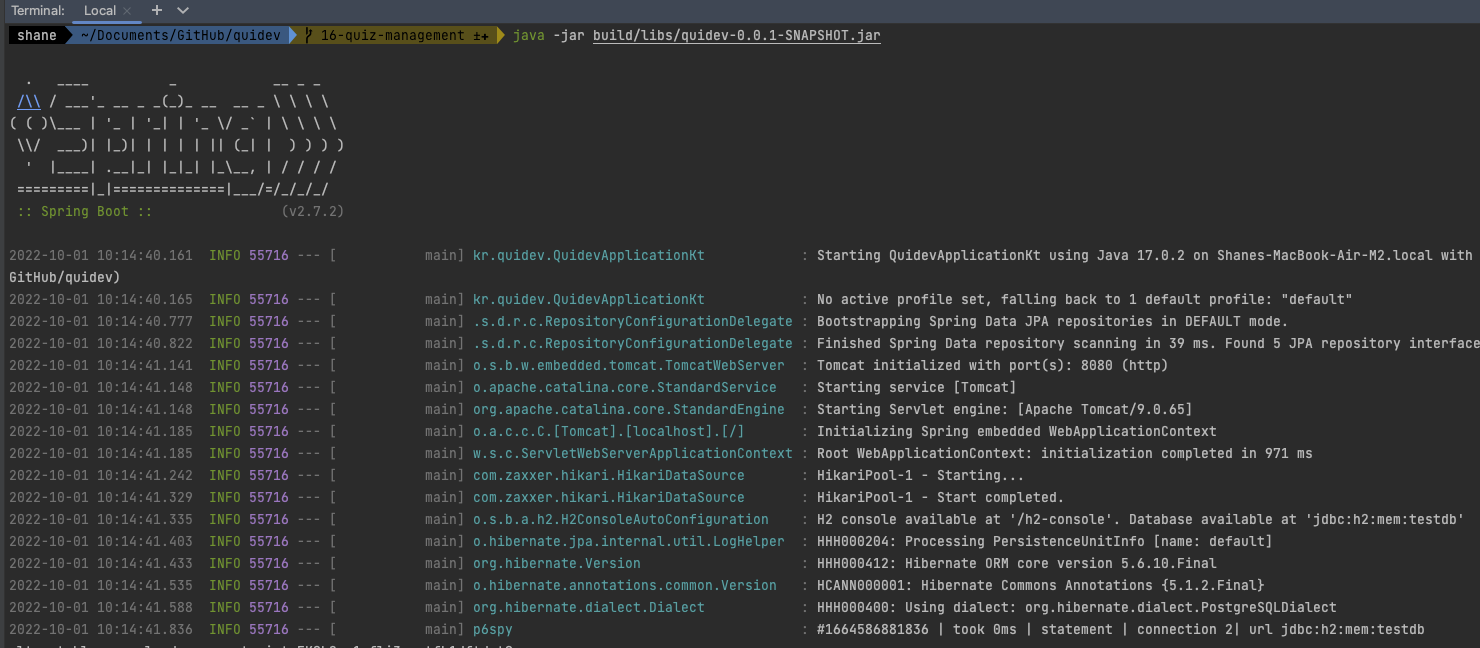 Terminal: Local × +
shane ~/Documents/GitHub/quidev 16-quiz-management ±+ java -jar build/libs/quidev-0.0.1-SNAPSHOT.jar
  .   ____          _            __ _ _
 /\\ / ___'_ __ _ _(_)_ __  __ _ \ \ \ \
( ( )\___ | '_ | '_| | '_ \/ _` | \ \ \ \
 \\/  ___)| |_)| | | | | || (_| |  ) ) ) )
  '  |____| .__|_| |_|_| |_\__, | / / / /
 =========|_|==============|___/=/_/_/_/
 :: Spring Boot ::                (v2.7.2)
2022-10-01 10:14:40.161  INFO 55716 --- [           main] kr.quidev.QuidevApplicationKt            : Starting QuidevApplicationKt using Java 17.0.2 on Shanes-MacBook-Air-M2.local with
GitHub/quidev)
2022-10-01 10:14:40.165  INFO 55716 --- [           main] kr.quidev.QuidevApplicationKt            : No active profile set, falling back to 1 default profile: "default"
2022-10-01 10:14:40.777  INFO 55716 --- [           main] .s.d.r.c.RepositoryConfigurationDelegate : Bootstrapping Spring Data JPA repositories in DEFAULT mode.
2022-10-01 10:14:40.822  INFO 55716 --- [           main] .s.d.r.c.RepositoryConfigurationDelegate : Finished Spring Data repository scanning in 39 ms. Found 5 JPA repository interface
2022-10-01 10:14:41.141  INFO 55716 --- [           main] o.s.b.w.embedded.tomcat.TomcatWebServer  : Tomcat initialized with port(s): 8080 (http)
2022-10-01 10:14:41.148  INFO 55716 --- [           main] o.apache.catalina.core.StandardService   : Starting service [Tomcat]
2022-10-01 10:14:41.148  INFO 55716 --- [           main] org.apache.catalina.core.StandardEngine  : Starting Servlet engine: [Apache Tomcat/9.0.65]
2022-10-01 10:14:41.185  INFO 55716 --- [           main] o.a.c.c.C.[Tomcat].[localhost].[/]       : Initializing Spring embedded WebApplicationContext
2022-10-01 10:14:41.185  INFO 55716 --- [           main] w.s.c.ServletWebServerApplicationContext : Root WebApplicationContext: initialization completed in 971 ms
2022-10-01 10:14:41.242  INFO 55716 --- [           main] com.zaxxer.hikari.HikariDataSource       : HikariPool-1 - Starting...
2022-10-01 10:14:41.329  INFO 55716 --- [           main] com.zaxxer.hikari.HikariDataSource       : HikariPool-1 - Start completed.
2022-10-01 10:14:41.335  INFO 55716 --- [           main] o.s.b.a.h2.H2ConsoleAutoConfiguration    : H2 console available at '/h2-console'. Database available at 'jdbc:h2:mem:testdb'
2022-10-01 10:14:41.403  INFO 55716 --- [           main] o.hibernate.jpa.internal.util.LogHelper  : HHH000204: Processing PersistenceUnitInfo [name: default]
2022-10-01 10:14:41.433  INFO 55716 --- [           main] org.hibernate.Version                    : HHH000412: Hibernate ORM core version 5.6.10.Final
2022-10-01 10:14:41.535  INFO 55716 --- [           main] o.hibernate.annotations.common.Version   : HCANN000001: Hibernate Commons Annotations {5.1.2.Final}
2022-10-01 10:14:41.588  INFO 55716 --- [           main] org.hibernate.dialect.Dialect            : HHH000400: Using dialect: org.hibernate.dialect.PostgreSQLDialect
2022-10-01 10:14:41.836  INFO 55716 --- [           main] p6spy                                    : #1664586881836 | took 0ms | statement | connection 2| url jdbc:h2:mem:testdb